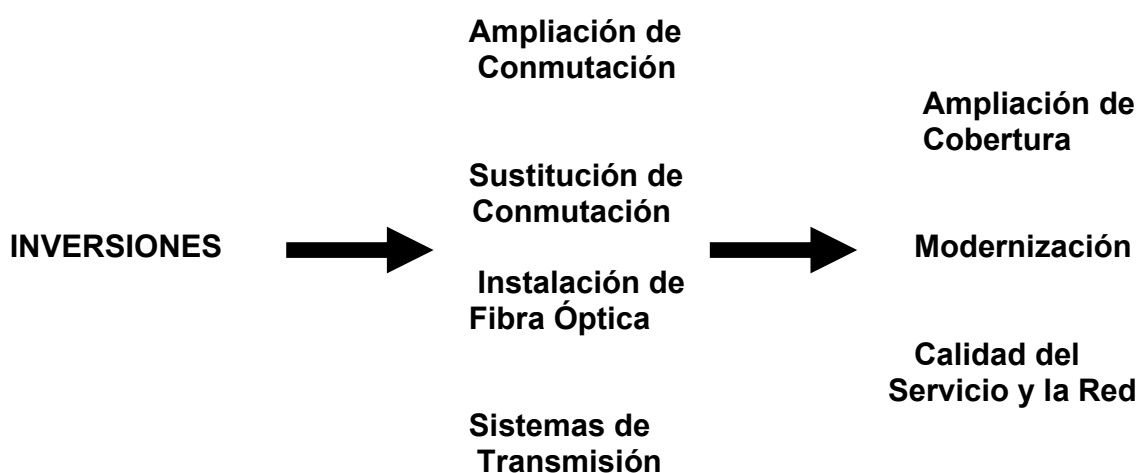 INVERSIONES
Ampliación de
Conmutación
Sustitución de
Conmutación
Instalación de
Fibra Óptica
Sistemas de
Transmisión
Ampliación de
Cobertura
Modernización
Calidad del
Servicio y la Red